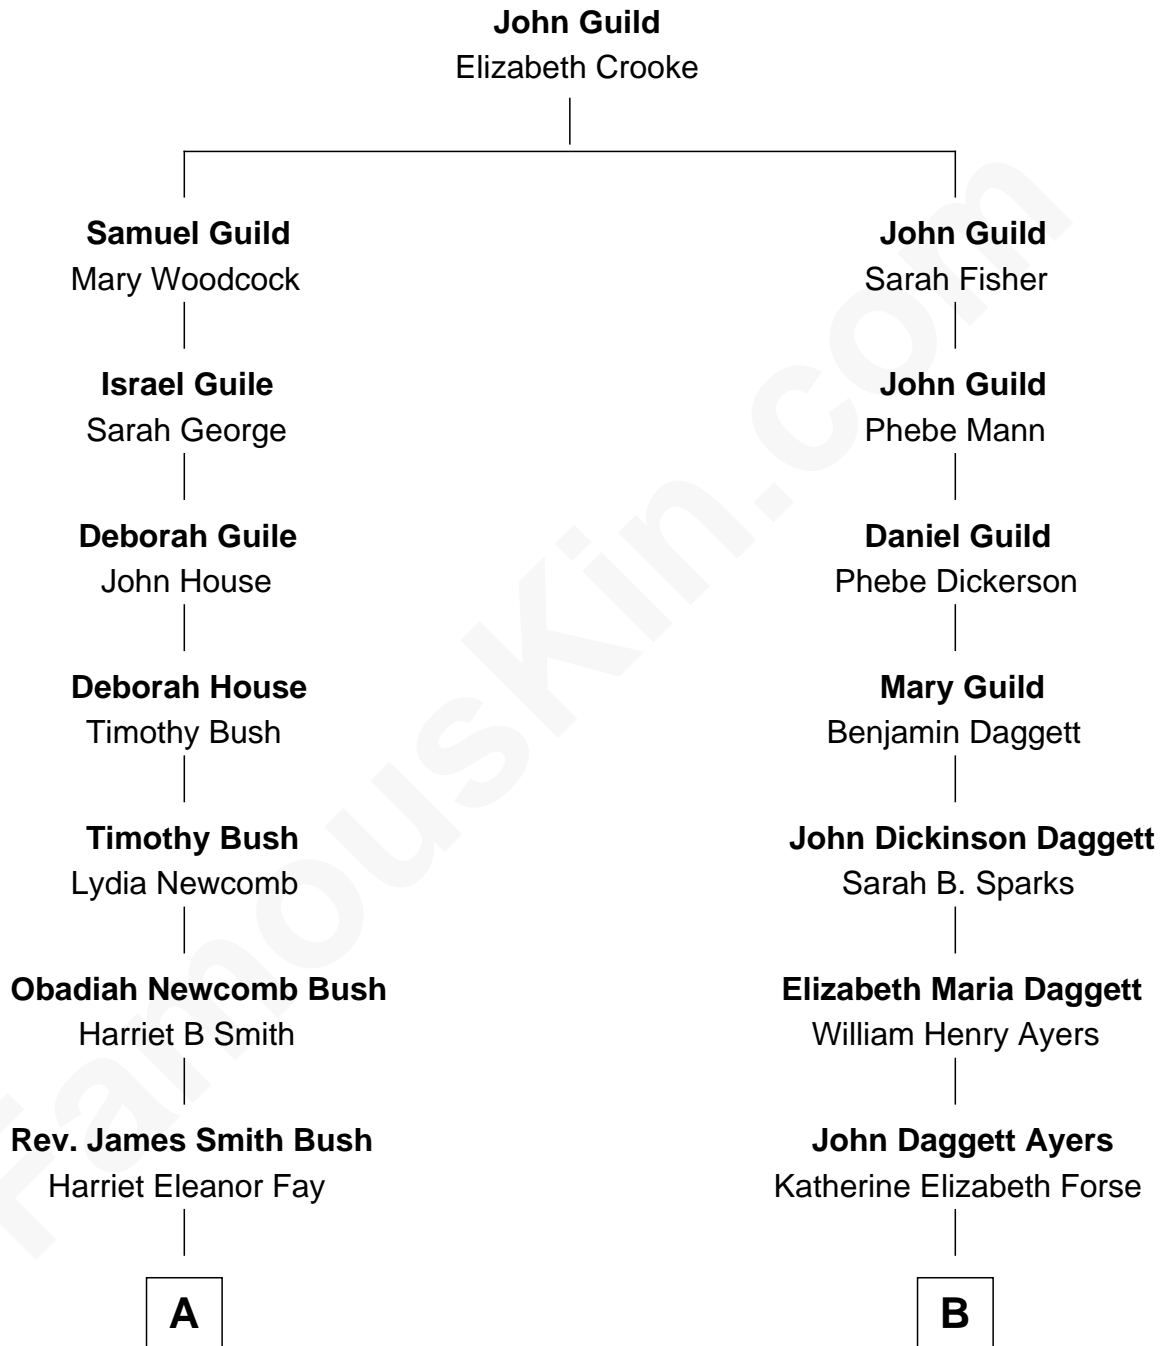 John Guild
Elizabeth Crooke
Samuel Guild
Mary Woodcock
John Guild
Sarah Fisher
Israel Guile
Sarah George
John Guild
Phebe Mann
Deborah Guile
John House
Daniel Guild
Phebe Dickerson
Deborah House
Timothy Bush
Mary Guild
Benjamin Daggett
Timothy Bush
Lydia Newcomb
John Dickinson Daggett
Sarah B. Sparks
Obadiah Newcomb Bush
Harriet B Smith
Elizabeth Maria Daggett
William Henry Ayers
Rev. James Smith Bush
Harriet Eleanor Fay
John Daggett Ayers
Katherine Elizabeth Forse
A
B
FamousKin.com